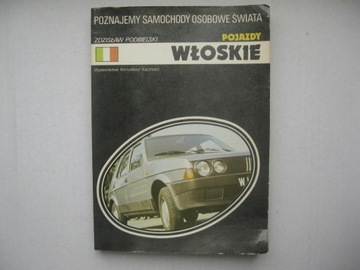 POZNAJEMY SAMOCHODY OSOBOWE ŚWIATA
ZDZISŁAW PODBIELSKI
POJAZDY
WŁOSKIE
Wydawnictwa Komunikacji i Łączności